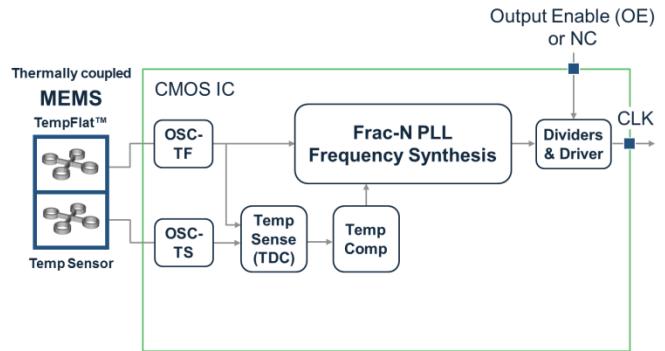 Output Enable (OE)
or NC
Thermally coupled
MEMS
TempFlat™
CMOS IC
CLK
OSC-
TF
Frac-N PLL
Frequency Synthesis
Dividers
& Driver
OSC-
TS
Temp
Sense
(TDC)
Temp
Comp
Temp Sensor